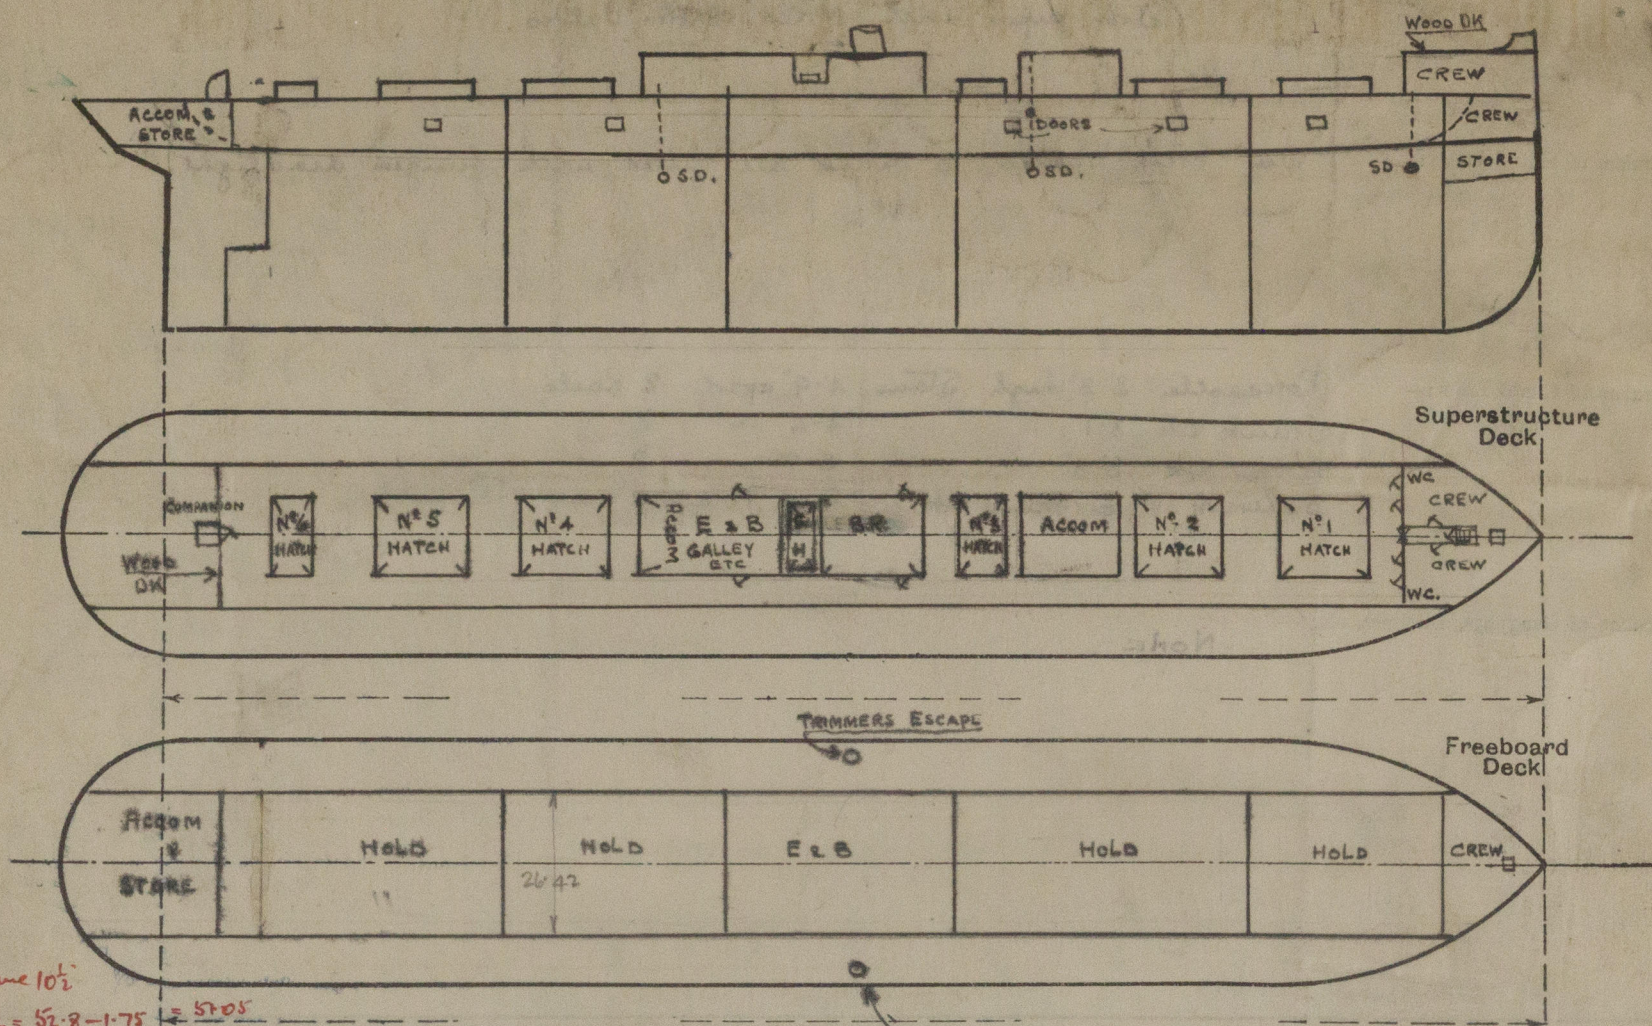 WOOD DK
CREW
ACCOM. &
STORE
DOORS
CREW
STORE
S.D.
S.D.
SD
Superstructure
Deck
COMPANION
WOOD
DK
Nº 6
HATCH
Nº 5
HATCH
Nº 4
HATCH
ACCOM
E & B
GALLEY
ETC
H
B.R.
Nº 3
HATCH
ACCOM
Nº 2
HATCH
Nº 1
HATCH
WC
CREW
CREW
WC.
TRIMMERS ESCAPE
Freeboard
Deck
ACCOM
&
STORE
HOLD
HOLD
26.42
E & B
HOLD
HOLD
CREW
10½
= 52.8-1.75 = 51.05